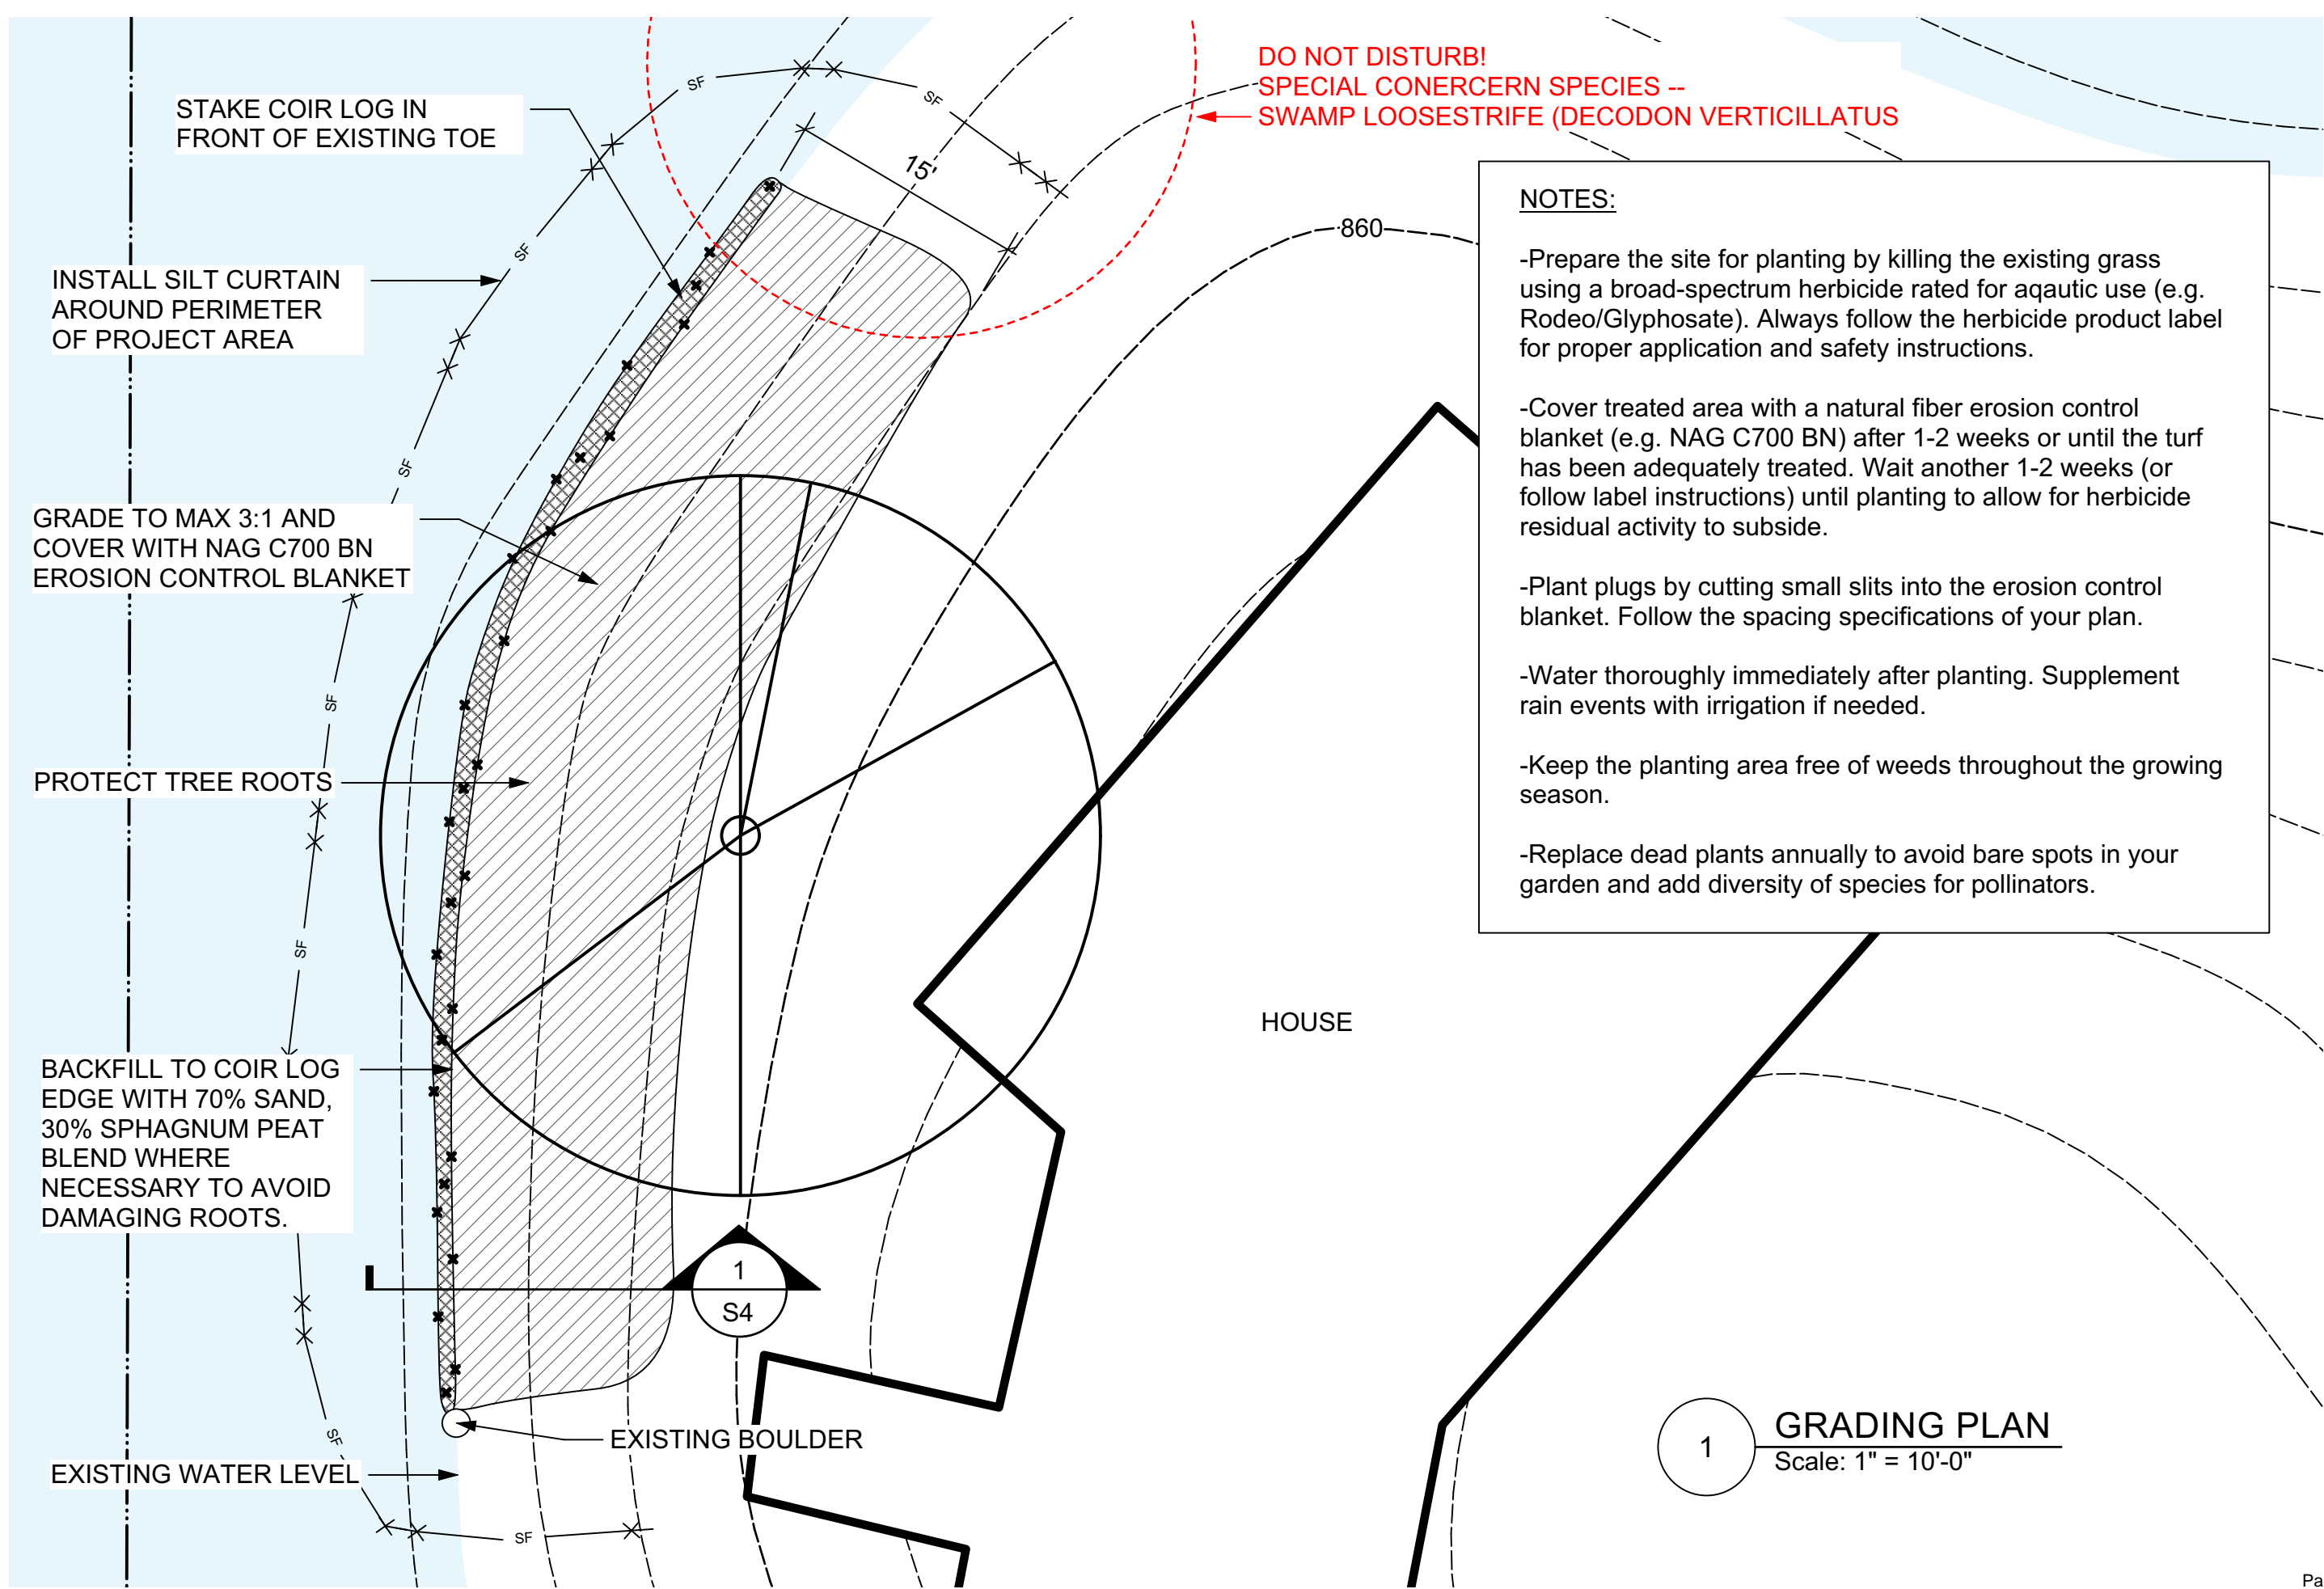 DO NOT DISTURB!
SPECIAL CONERCERN SPECIES --
SWAMP LOOSESTRIFE (DECODON VERTICILLATUS
STAKE COIR LOG IN
FRONT OF EXISTING TOE
SF
SF
15'
SF
INSTALL SILT CURTAIN
AROUND PERIMETER
OF PROJECT AREA
860
NOTES:
-Prepare the site for planting by killing the existing grass
using a broad-spectrum herbicide rated for aqautic use (e.g.
Rodeo/Glyphosate). Always follow the herbicide product label
for proper application and safety instructions.
-Cover treated area with a natural fiber erosion control
blanket (e.g. NAG C700 BN) after 1-2 weeks or until the turf
has been adequately treated. Wait another 1-2 weeks (or
follow label instructions) until planting to allow for herbicide
residual activity to subside.
-Plant plugs by cutting small slits into the erosion control
blanket. Follow the spacing specifications of your plan.
-Water thoroughly immediately after planting. Supplement
rain events with irrigation if needed.
-Keep the planting area free of weeds throughout the growing
season.
-Replace dead plants annually to avoid bare spots in your
garden and add diversity of species for pollinators.
SF
GRADE TO MAX 3:1 AND
COVER WITH NAG C700 BN
EROSION CONTROL BLANKET
SF
PROTECT TREE ROOTS
SF
HOUSE
BACKFILL TO COIR LOG
EDGE WITH 70% SAND,
30% SPHAGNUM PEAT
BLEND WHERE
NECESSARY TO AVOID
DAMAGING ROOTS.
1
S4
SF
EXISTING BOULDER
EXISTING WATER LEVEL
SF
1
GRADING PLAN
Scale: 1" = 10'-0"
Pa